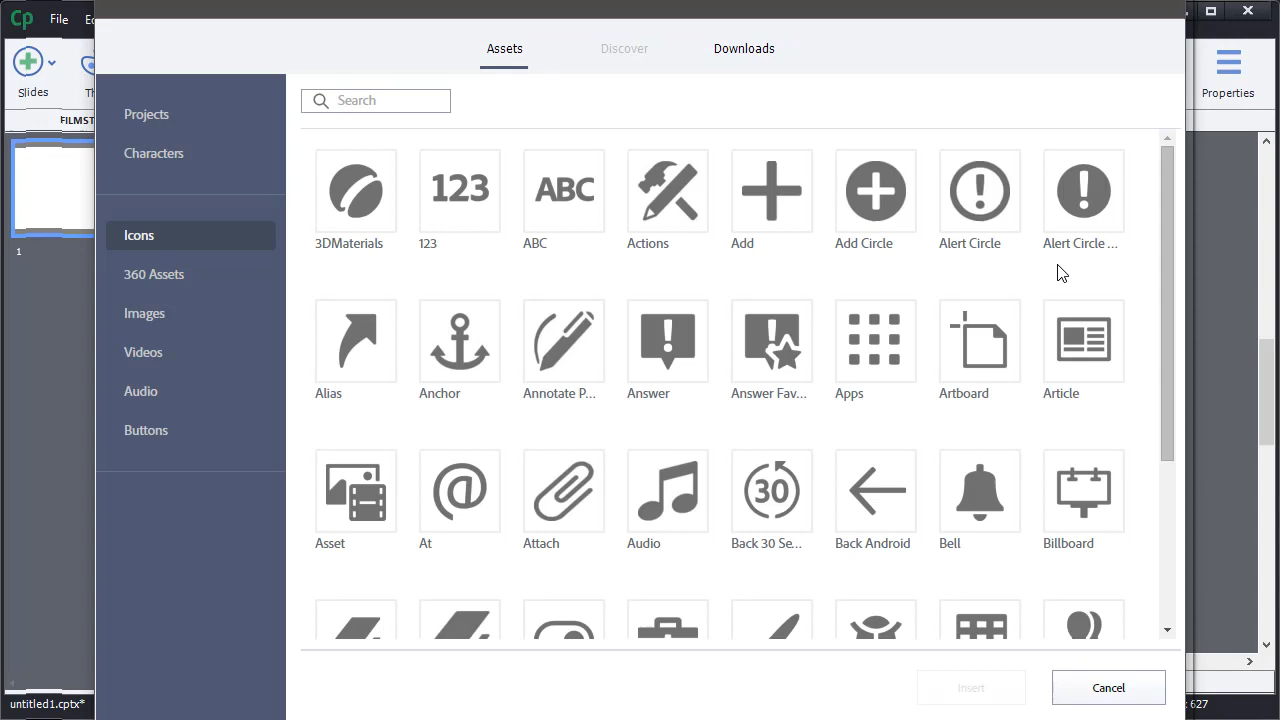 Cp File
Assets Discover Downloads
Slides
Properties
FILMST
Search
Projects
Characters
Icons
360 Assets
Images
Videos
Audio
Buttons
123 ABC
3DMaterials 123 ABC Actions Add Add Circle Alert Circle Alert Circle ...
1
Alias Anchor Annotate P... Answer Answer Fav... Apps Artboard Article
@ 30
Asset At Attach Audio Back 30 Se... Back Android Bell Billboard
Insert Cancel
untitled1.cptx*
: 627